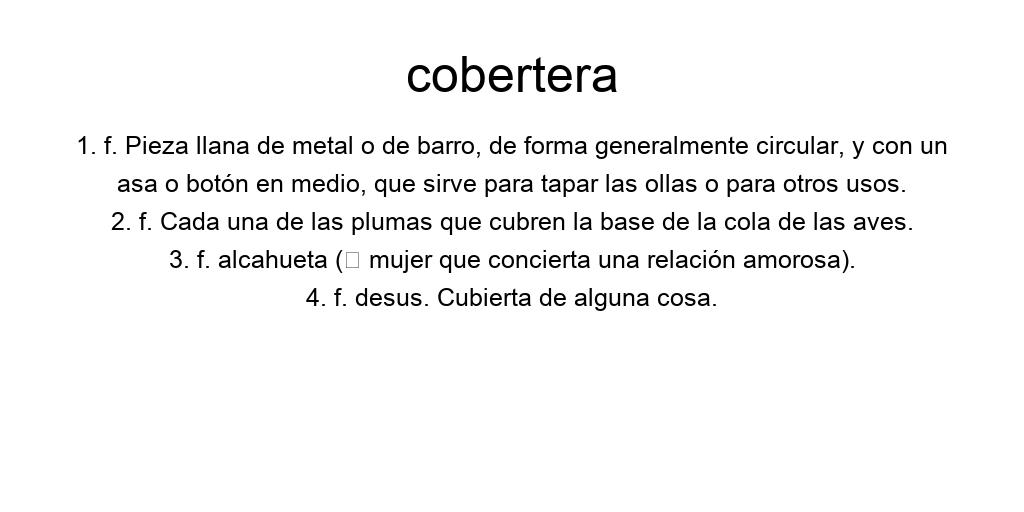 cobertera
1. f. Pieza llana de metal o de barro, de forma generalmente circular, y con un
asa o botón en medio, que sirve para tapar las ollas o para otros usos.
2. f. Cada una de las plumas que cubren la base de la cola de las aves.
3. f. alcahueta (□ mujer que concierta una relación amorosa).
4. f. desus. Cubierta de alguna cosa.